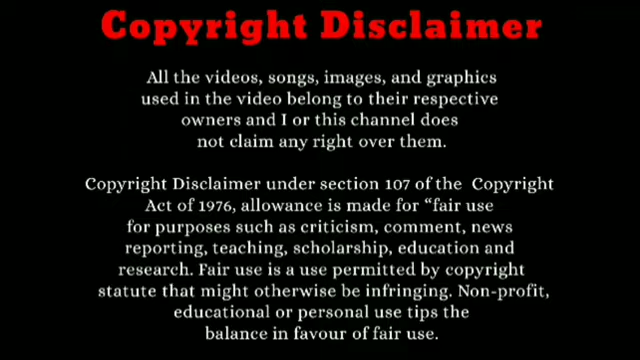 Copyright Disclaimer
All the videos, songs, images, and graphics
used in the video belong to their respective
owners and I or this channel does
not claim any right over them.
Copyright Disclaimer under section 107 of the Copyright
Act of 1976, allowance is made for “fair use
for purposes such as criticism, comment, news
reporting, teaching, scholarship, education and
research. Fair use is a use permitted by copyright
statute that might otherwise be infringing. Non-profit,
educational or personal use tips the
balance in favour of fair use.